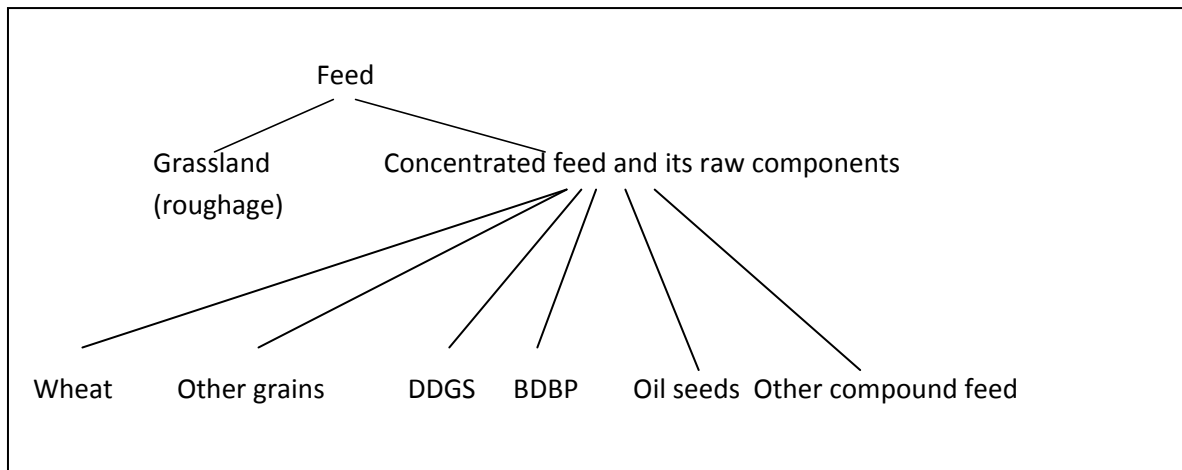 Feed
Grassland Concentrated feed and its raw components
(roughage)
Wheat Other grains DDGS BDBP Oil seeds Other compound feed